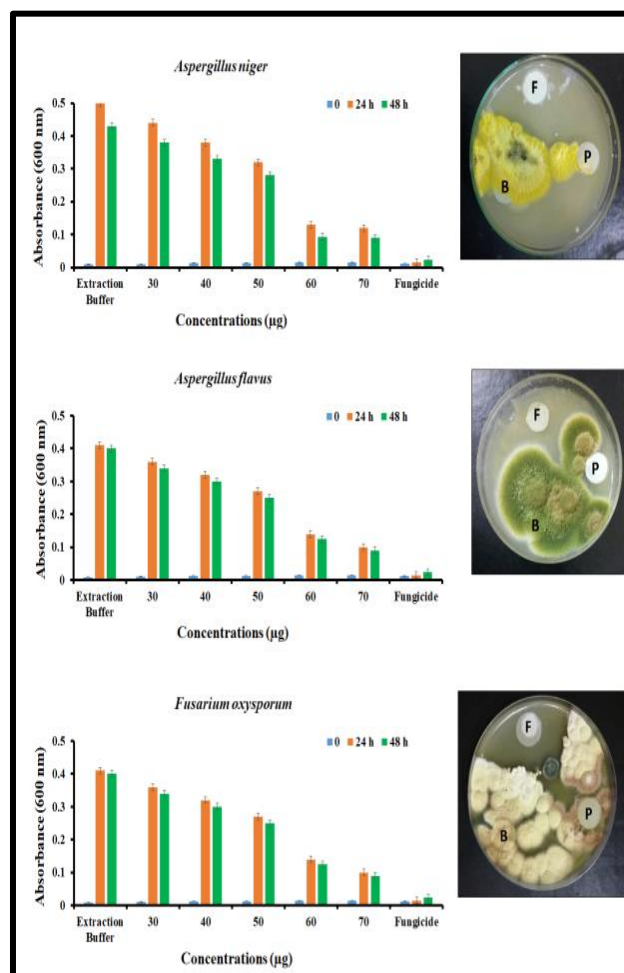 Aspergillus niger
0 24 h 48 h
Absorbance (600 nm)
0.5
0.4
0.3
0.2
0.1
0
Extraction Buffer 30 40 50 60 70 Fungicide
Concentrations (µg)
F
P
B
Aspergillus flavus
0 24 h 48 h
Absorbance (600 nm)
0.5
0.4
0.3
0.2
0.1
0
Extraction Buffer 30 40 50 60 70 Fungicide
Concentrations (µg)
F
P
B
Fusarium oxysporum
0 24 h 48 h
Absorbance (600 nm)
0.5
0.4
0.3
0.2
0.1
0
Extraction Buffer 30 40 50 60 70 Fungicide
Concentrations (µg)
F
P
B